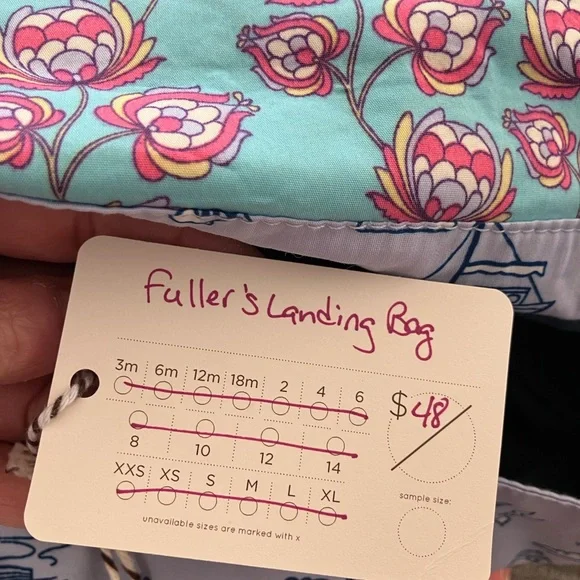 Fuller's Landing Bag
3m 6m 12m 18m 2 4 6
$48
8 10 12 14
XXS XS S M L XL
sample size:
unavailable sizes are marked with x